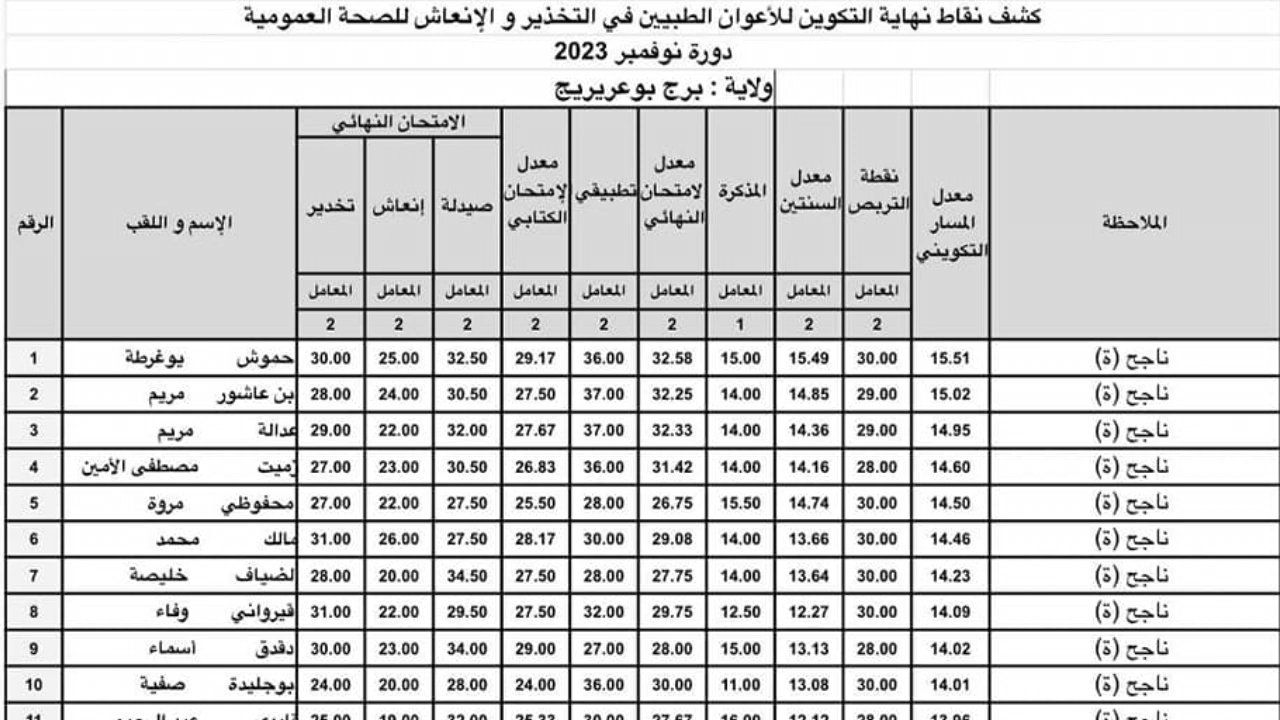 كشف نقاط نهاية التكوين للأعوان الطبيين في التخذير و الإنعاش للصحة العمومية
دورة نوفمبر 2023
ولاية : برج بوعريريج
الرقم الإسم و اللقب الامتحان النهائي معدل لإمتحان الكتابي تطبيقي معدل لامتحان النهائي المذكرة معدل السنتين نقطة التربص معدل المسار التكويني الملاحظة
تخدير إنعاش صيدلة
المعامل المعامل المعامل المعامل المعامل المعامل المعامل المعامل المعامل
2 2 2 2 2 2 1 2 2
1 حموش يوغرطة 30.00 25.00 32.50 29.17 36.00 32.58 15.00 15.49 30.00 15.51 ناجح (ة)
2 بن عاشور مريم 28.00 24.00 30.50 27.50 37.00 32.25 14.00 14.85 29.00 15.02 ناجح (ة)
3 عدالة مريم 29.00 22.00 32.00 27.67 37.00 32.33 14.00 14.36 29.00 14.95 ناجح (ة)
4 زميت مصطفى الأمين 27.00 23.00 30.50 26.83 36.00 31.42 14.00 14.16 28.00 14.60 ناجح (ة)
5 محفوظي مروة 27.00 22.00 27.50 25.50 28.00 26.75 15.50 14.74 30.00 14.50 ناجح (ة)
6 مالك محمد 31.00 26.00 27.50 28.17 30.00 29.08 14.00 13.66 30.00 14.46 ناجح (ة)
7 لضياف خليصة 28.00 20.00 34.50 27.50 28.00 27.75 14.00 13.64 30.00 14.23 ناجح (ة)
8 قيرواني وفاء 31.00 22.00 29.50 27.50 32.00 29.75 12.50 12.27 30.00 14.09 ناجح (ة)
9 دقدق أسماء 30.00 23.00 34.00 29.00 27.00 28.00 15.00 13.13 28.00 14.02 ناجح (ة)
10 بوجليدة صفية 24.00 20.00 28.00 24.00 36.00 30.00 11.00 13.08 30.00 14.01 ناجح (ة)